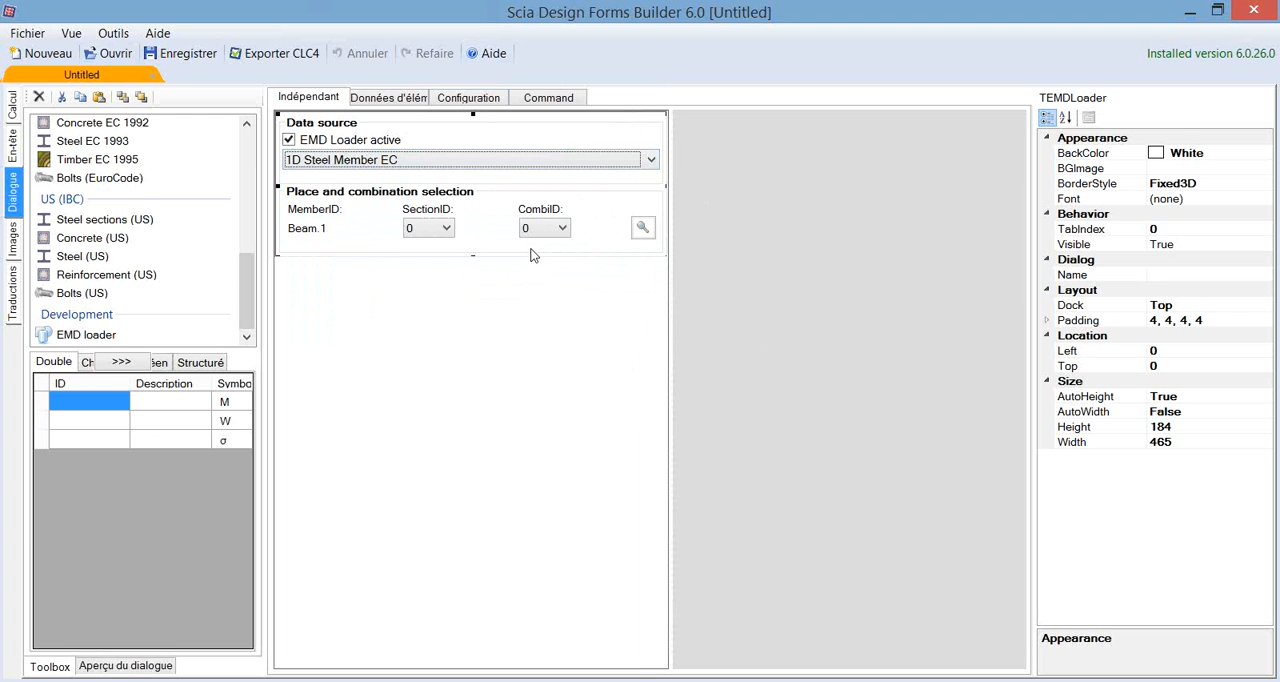 Scia Design Forms Builder 6.0 [Untitled]
Fichier Vue Outils Aide
Nouveau Ouvrir Enregistrer Exporter CLC4 Annuler Refaire Aide Installed version 6.0.26.0
Untitled
Calcul
En-tête
Dialogue
Images
Traductions
Concrete EC 1992
Steel EC 1993
Timber EC 1995
Bolts (EuroCode)
US (IBC)
Steel sections (US)
Concrete (US)
Steel (US)
Reinforcement (US)
Bolts (US)
Development
EMD loader
Double Ch >>> éen Structuré
ID Description Symbo
M
W
σ
Toolbox Aperçu du dialogue
Indépendant Données d'élém Configuration Command
Data source
EMD Loader active
1D Steel Member EC
Place and combination selection
MemberID: SectionID: CombiID:
Beam.1 0 0
TEMDLoader
Appearance
BackColor White
BGImage
BorderStyle Fixed3D
Font (none)
Behavior
TabIndex 0
Visible True
Dialog
Name
Layout
Dock Top
Padding 4, 4, 4, 4
Location
Left 0
Top 0
Size
AutoHeight True
AutoWidth False
Height 184
Width 465
Appearance